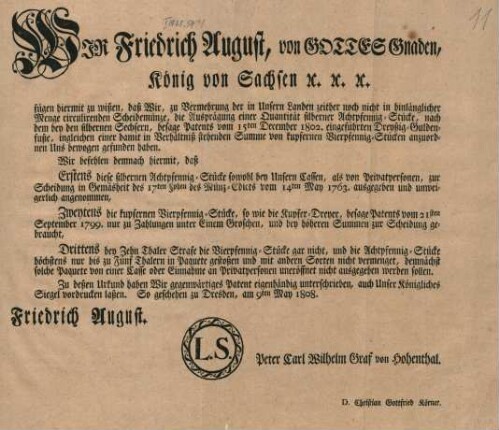 11
WIR Friedrich August, von GOTTES Gnaden,
König von Sachsen ꝛc. ꝛc. ꝛc.
fügen hiermit zu wißen, daß Wir, zu Vermehrung der in Unsern Landen zeither noch nicht in hinlänglicher
Menge circulirenden Scheidemünze, die Ausprägung einer Quantität silberner Achtpfennig-Stücke, nach
dem bey den silbernen Sechsern, besage Patents vom 15ten December 1802. eingeführten Dreyßig-Gulden-
fuße, ingleichen einer damit in Verhältniß stehenden Summe von kupfernen Vierpfennig-Stücken anzuord-
nen Uns bewogen gefunden haben.
Wir befehlen demnach hiermit, daß
Erstens diese silbernen Achtpfennig-Stücke sowohl bey Unsern Cassen, als von Privatpersonen, zur
Scheidung in Gemäsheit des 17ten §phen des Münz-Edicts vom 14ten May 1763. ausgegeben und unwei-
gerlich angenommen,
Zweytens die kupfernen Vierpfennig-Stücke, so wie die Kupfer-Dreyer, besage Patents vom 21sten
September 1799. nur zu Zahlungen unter Einem Groschen, und bey höheren Summen zur Scheidung ge-
braucht,
Drittens bey Zehn Thaler Strafe die Vierpfennig-Stücke gar nicht, und die Achtpfennig-Stücke
höchstens nur bis zu Fünf Thalern in Paquete gestoßen und mit andern Sorten nicht vermenget, demnächst
solche Paquete von einer Casse oder Einnahme an Privatpersonen uneröffnet nicht ausgegeben werden sollen.
Zu deßen Urkund haben Wir gegenwärtiges Patent eigenhändig unterschrieben, auch Unser Königliches
Siegel vordrucken laßen. So geschehen zu Dresden, am 9ten May 1808.
Friedrich August.
L.S.
Peter Carl Wilhelm Graf von Hohenthal.
D. Christian Gottfried Körner.